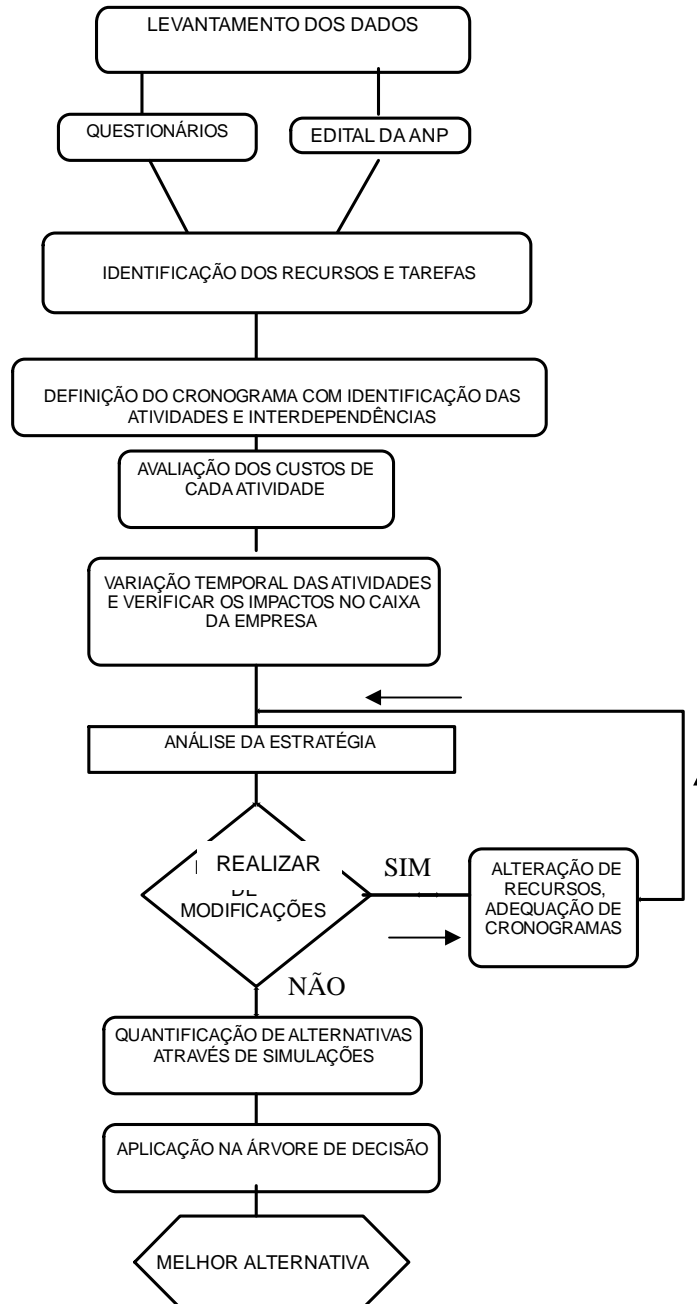 LEVANTAMENTO DOS DADOS
QUESTIONÁRIOS
EDITAL DA ANP
IDENTIFICAÇÃO DOS RECURSOS E TAREFAS
DEFINIÇÃO DO CRONOGRAMA COM IDENTIFICAÇÃO DAS
ATIVIDADES E INTERDEPENDÊNCIAS
AVALIAÇÃO DOS CUSTOS DE
CADA ATIVIDADE
VARIAÇÃO TEMPORAL DAS ATIVIDADES
E VERIFICAR OS IMPACTOS NO CAIXA
DA EMPRESA
ANÁLISE DA ESTRATÉGIA
REALIZAR
MODIFICAÇÕES
SIM
ALTERAÇÃO DE
RECURSOS,
ADEQUAÇÃO DE
CRONOGRAMAS
NÃO
QUANTIFICAÇÃO DE ALTERNATIVAS
ATRAVÉS DE SIMULAÇÕES
APLICAÇÃO NA ÁRVORE DE DECISÃO
MELHOR ALTERNATIVA